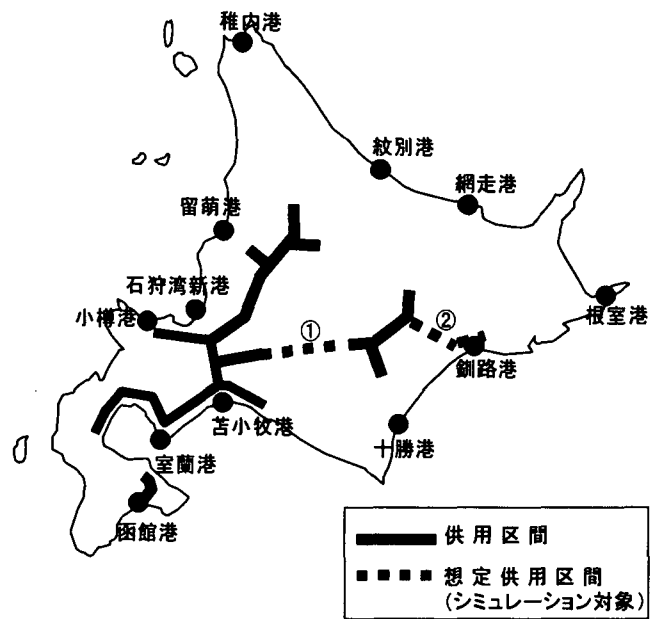 稚内港
紋別港
網走港
留萌港
石狩湾新港
小樽港
①
②
根室港
釧路港
苫小牧港
十勝港
室蘭港
函館港
供用区間
想定供用区間
(シミュレーション対象)